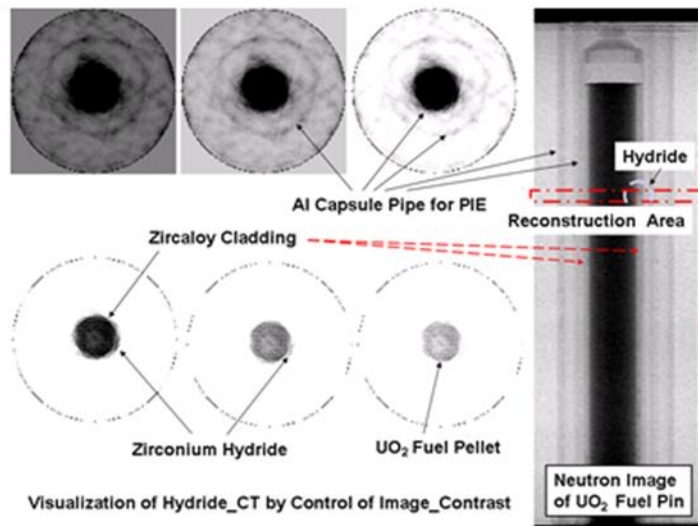 Hydride
Al Capsule Pipe for PIE
Reconstruction Area
Zircaloy Cladding
Zirconium Hydride
UO₂ Fuel Pellet
Neutron Image
of UO₂ Fuel Pin
Visualization of Hydride_CT by Control of Image_Contrast